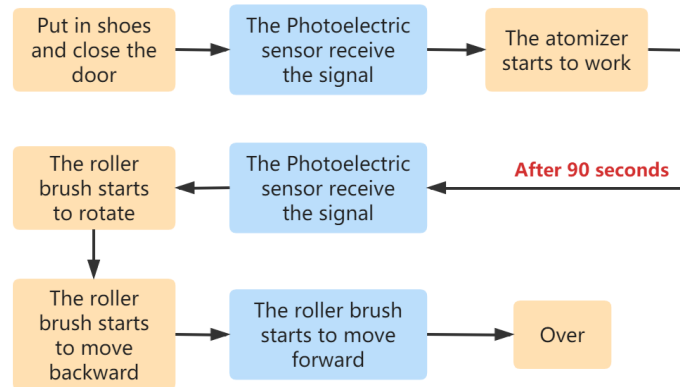 Put in shoes
and close the
door
The Photoelectric
sensor receive
the signal
The atomizer
starts to work
After 90 seconds
The Photoelectric
sensor receive
the signal
The roller
brush starts
to rotate
The roller
brush starts
to move
backward
The roller brush
starts to move
forward
Over